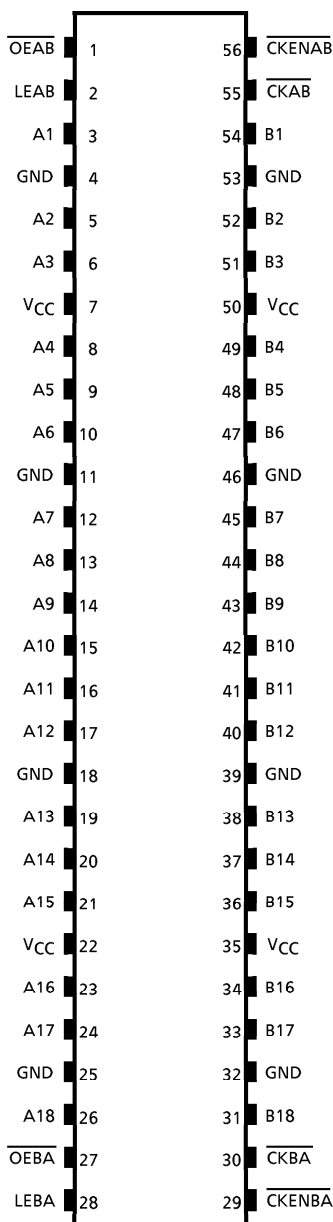 OEAB 1 56 CKENAB
LEAB 2 55 CKAB
A1 3 54 B1
GND 4 53 GND
A2 5 52 B2
A3 6 51 B3
VCC 7 50 VCC
A4 8 49 B4
A5 9 48 B5
A6 10 47 B6
GND 11 46 GND
A7 12 45 B7
A8 13 44 B8
A9 14 43 B9
A10 15 42 B10
A11 16 41 B11
A12 17 40 B12
GND 18 39 GND
A13 19 38 B13
A14 20 37 B14
A15 21 36 B15
VCC 22 35 VCC
A16 23 34 B16
A17 24 33 B17
GND 25 32 GND
A18 26 31 B18
OEBA 27 30 CKBA
LEBA 28 29 CKENBA